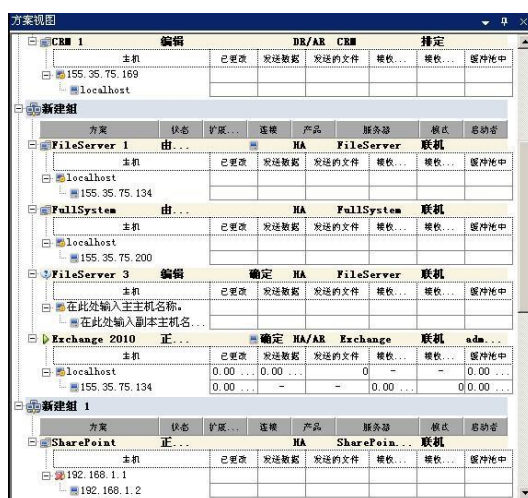 方案视图
CRM 1 编辑 DR/AR CRM 排定
主机 已更改 发送数据 发送的文件 接收... 接收... 缓冲池中
155.35.75.169
localhost
新建组
方案 状态 扩展... 连续 产品 服务器 模式 启动者
FileServer 1 由... HA FileServer 联机
主机 已更改 发送数据 发送的文件 接收... 接收... 缓冲池中
localhost
155.35.75.134
FullSystem 由... HA FullSystem 联机
主机 已更改 发送数据 发送的文件 接收... 接收... 缓冲池中
localhost
155.35.75.200
FileServer 3 编辑 确定 HA FileServer 联机
主机 已更改 发送数据 发送的文件 接收... 接收... 缓冲池中
在此处输入主主机名称。
在此处输入副本主机名...
Exchange 2010 正... 确定 HA/AR Exchange 联机 adm...
主机 已更改 发送数据 发送的文件 接收... 接收... 缓冲池中
localhost 0.00 ... 0.00 ... 0 - - 0.00 ...
155.35.75.134 0.00 ... - - 0.00 ... 0 0.00 ...
新建组 1
方案 状态 扩展... 连续 产品 服务器 模式 启动者
SharePoint 正... HA SharePoin... 联机
主机 已更改 发送数据 发送的文件 接收... 接收... 缓冲池中
192.168.1.1
192.168.1.2